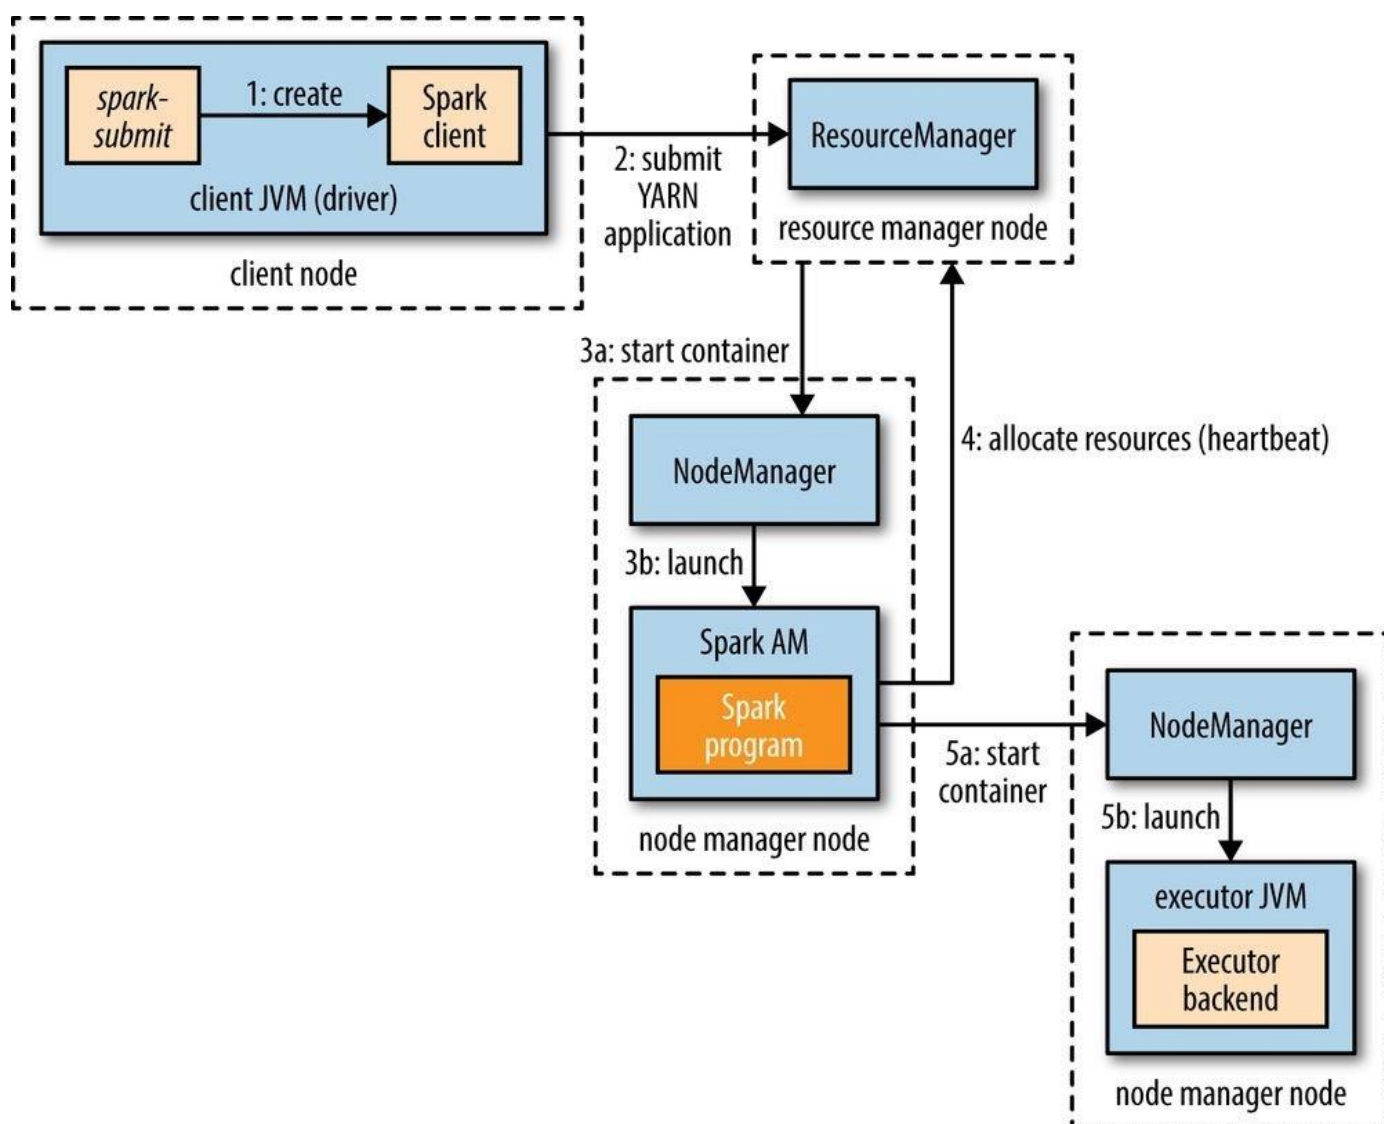 spark-
submit
1: create
Spark
client
client JVM (driver)
client node
2: submit
YARN
application
ResourceManager
resource manager node
3a: start container
NodeManager
3b: launch
Spark AM
Spark
program
node manager node
4: allocate resources (heartbeat)
5a: start
container
NodeManager
5b: launch
executor JVM
Executor
backend
node manager node